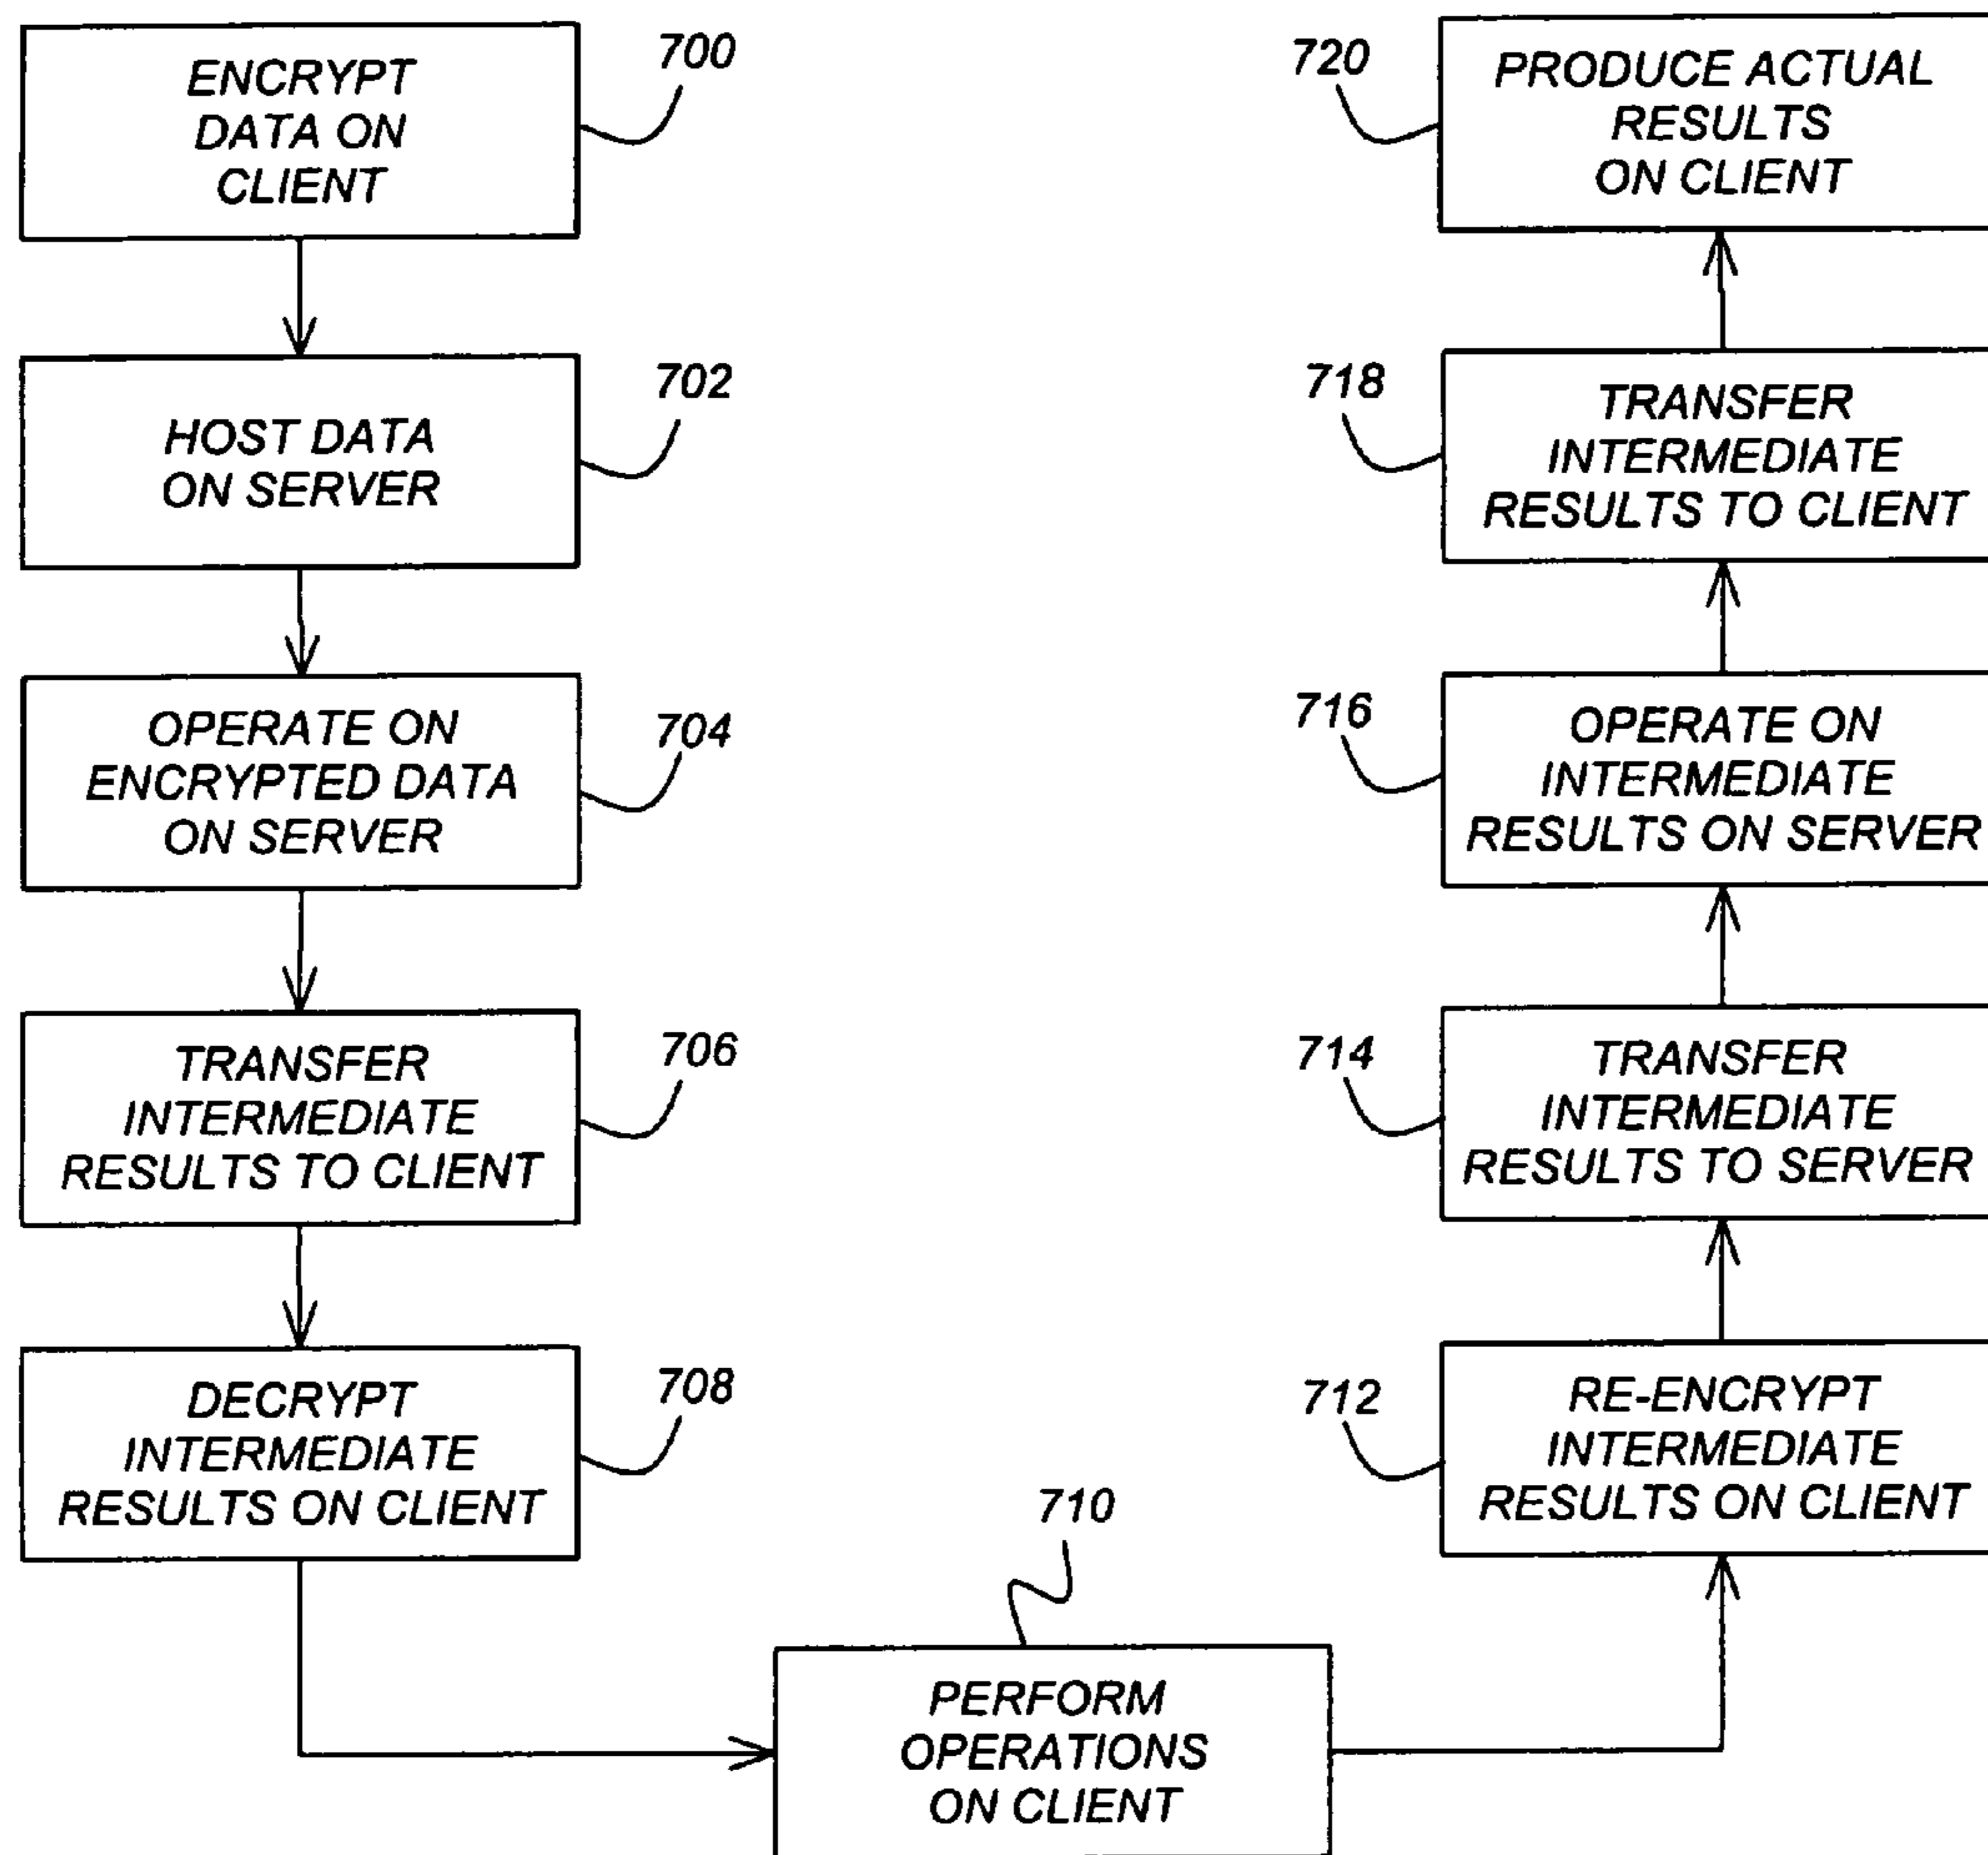 ENCRYPT
DATA ON
CLIENT
700
HOST DATA
ON SERVER
702
OPERATE ON
ENCRYPTED DATA
ON SERVER
704
TRANSFER
INTERMEDIATE
RESULTS TO CLIENT
706
DECRYPT
INTERMEDIATE
RESULTS ON CLIENT
708
710
PERFORM
OPERATIONS
ON CLIENT
712
RE-ENCRYPT
INTERMEDIATE
RESULTS ON CLIENT
714
TRANSFER
INTERMEDIATE
RESULTS TO SERVER
716
OPERATE ON
INTERMEDIATE
RESULTS ON SERVER
718
TRANSFER
INTERMEDIATE
RESULTS TO CLIENT
720
PRODUCE ACTUAL
RESULTS
ON CLIENT